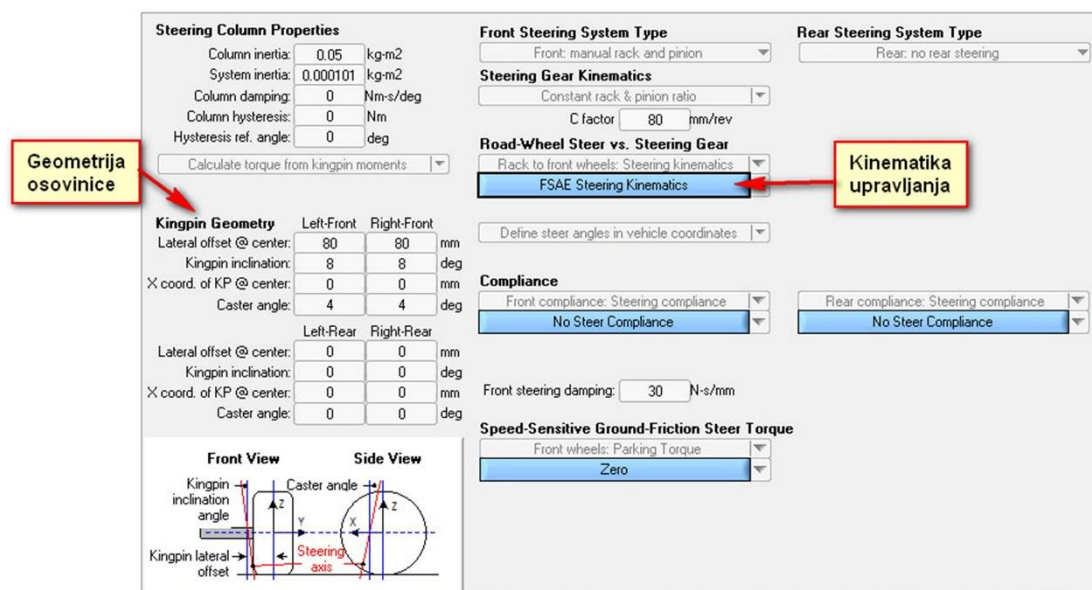 Steering Column Properties
Column inertia: 0.05 kg-m2
System inertia: 0.000101 kg-m2
Column damping: 0 Nm-s/deg
Column hysteresis: 0 Nm
Hysteresis ref. angle: 0 deg
Calculate torque from kingpin moments
Geometrija
osovinice
Kingpin Geometry Left-Front Right-Front
Lateral offset @ center: 80 80 mm
Kingpin inclination: 8 8 deg
X coord. of KP @ center: 0 0 mm
Caster angle: 4 4 deg
Left-Rear Right-Rear
Lateral offset @ center: 0 0 mm
Kingpin inclination: 0 0 deg
X coord. of KP @ center: 0 0 mm
Caster angle: 0 0 deg
Front View Side View
Kingpin
inclination
angle
Caster angle
Z
Z
Y
X
Kingpin lateral
offset
Steering
axis
Front Steering System Type
Front: manual rack and pinion
Steering Gear Kinematics
Constant rack & pinion ratio
C factor 80 mm/rev
Road-Wheel Steer vs. Steering Gear
Rack to front wheels: Steering kinematics
FSAE Steering Kinematics
Kinematika
upravljanja
Define steer angles in vehicle coordinates
Compliance
Front compliance: Steering compliance
No Steer Compliance
Front steering damping: 30 N-s/mm
Speed-Sensitive Ground-Friction Steer Torque
Front wheels: Parking Torque
Zero
Rear Steering System Type
Rear: no rear steering
Rear compliance: Steering compliance
No Steer Compliance